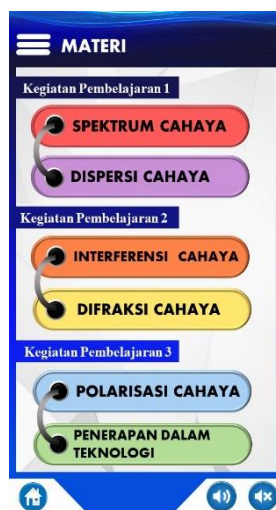 MATERI
Kegiatan Pembelajaran 1
SPEKTRUM CAHAYA
DISPERSI CAHAYA
Kegiatan Pembelajaran 2
INTERFERENSI CAHAYA
DIFRAKSI CAHAYA
Kegiatan Pembelajaran 3
POLARISASI CAHAYA
PENERAPAN DALAM
TEKNOLOGI